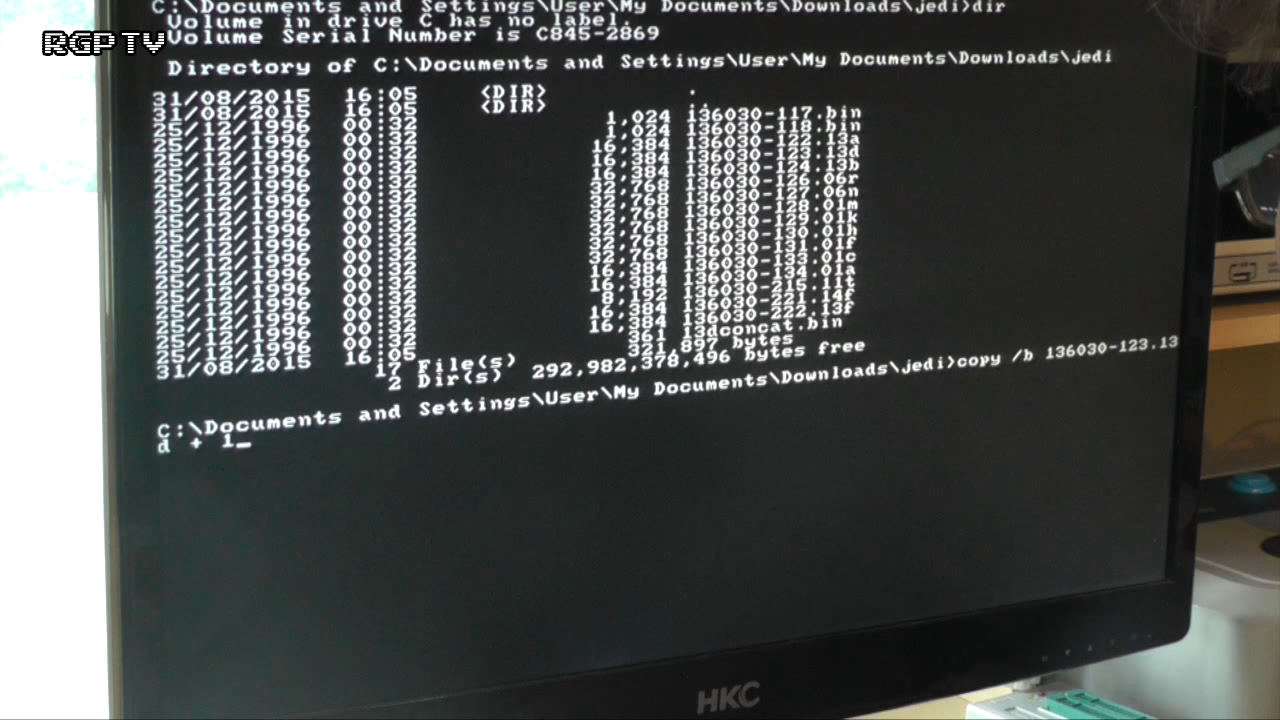 RGPTV
C:\Documents and Settings\User\My Documents\Downloads\jedi>dir
Volume in drive C has no label.
Volume Serial Number is C845-2869
Directory of C:\Documents and Settings\User\My Documents\Downloads\jedi
31/08/2015 16:05 <DIR> .
31/08/2015 16:05 <DIR> ..
25/12/1996 00:32 1,024 136030-117.bin
25/12/1996 00:32 1,024 136030-118.bin
25/12/1996 00:32 16,384 136030-122.13a
25/12/1996 00:32 16,384 136030-123.13d
25/12/1996 00:32 16,384 136030-124.13b
25/12/1996 00:32 32,768 136030-126.06r
25/12/1996 00:32 32,768 136030-127.06n
25/12/1996 00:32 32,768 136030-128.01m
25/12/1996 00:32 32,768 136030-129.01k
25/12/1996 00:32 32,768 136030-130.01h
25/12/1996 00:32 32,768 136030-131.01f
25/12/1996 00:32 16,384 136030-133.01c
25/12/1996 00:32 16,384 136030-134.01a
25/12/1996 00:32 8,192 136030-215.11t
25/12/1996 00:32 16,384 136030-221.14f
25/12/1996 00:32 16,384 136030-222.13f
31/08/2015 16:05 361 13dconcat.bin
17 File(s) 321,897 bytes
2 Dir(s) 292,982,378,496 bytes free
C:\Documents and Settings\User\My Documents\Downloads\jedi>copy /b 136030-123.13
d + 1_
HKC